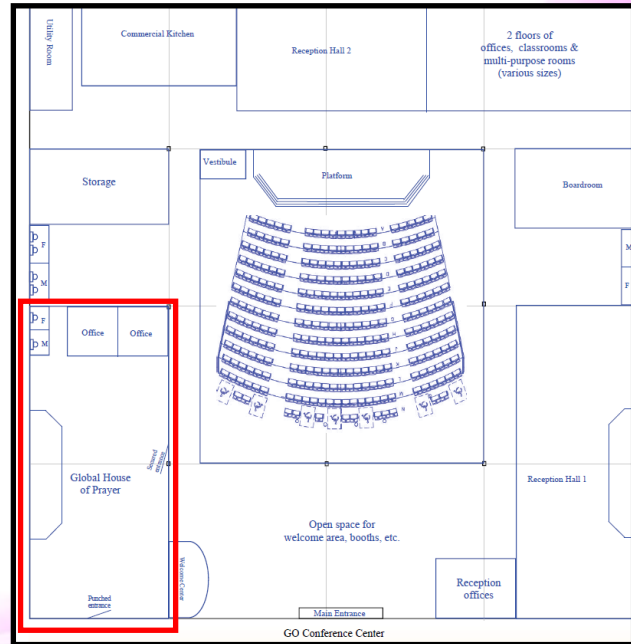 Utility Room
Commercial Kitchen
Reception Hall 2
2 floors of
offices, classrooms &
multi-purpose rooms
(various sizes)
Storage
Vestibule
Platform
Boardroom
F
M
M
F
F
M
Office
Office
Global House
of Prayer
Secured
entrance
Reception Hall 1
Open space for
welcome area, booths, etc.
Welcome Center
Reception
offices
Main Entrance
GO Conference Center